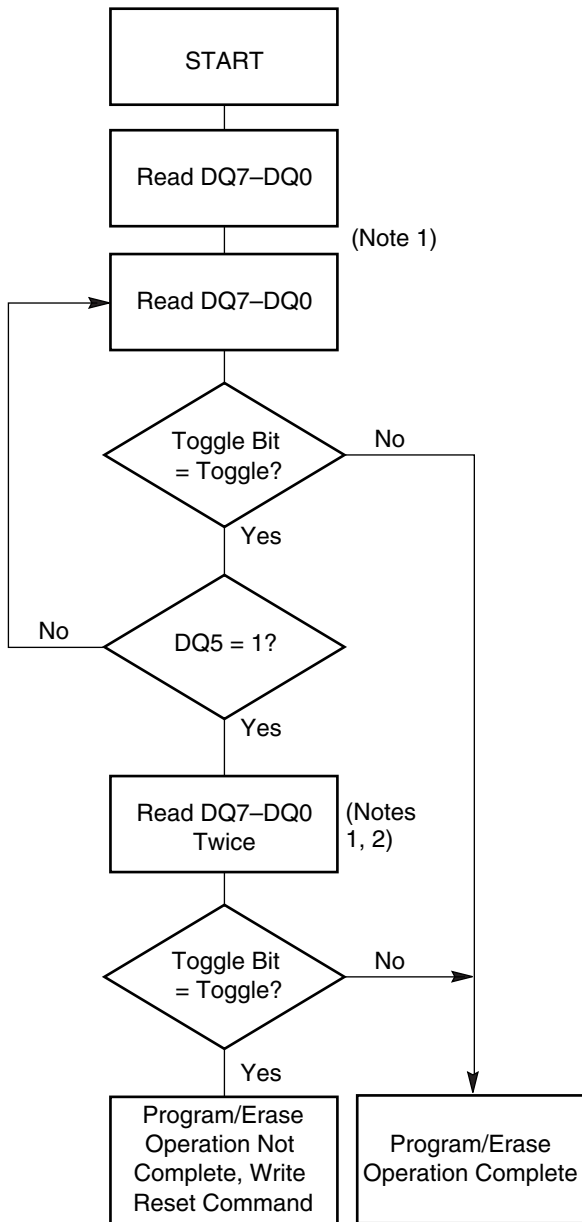 START
Read DQ7–DQ0
(Note 1)
Read DQ7–DQ0
Toggle Bit
= Toggle?
No
Yes
DQ5 = 1?
No
Yes
Read DQ7–DQ0
Twice
(Notes
1, 2)
Toggle Bit
= Toggle?
No
Yes
Program/Erase
Operation Not
Complete, Write
Reset Command
Program/Erase
Operation Complete